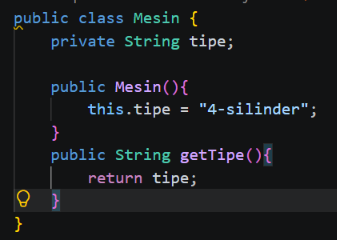 public class Mesin {
    private String tipe;

    public Mesin(){
        this.tipe = "4-silinder";
    }
    public String getTipe(){
        return tipe;
    }
}